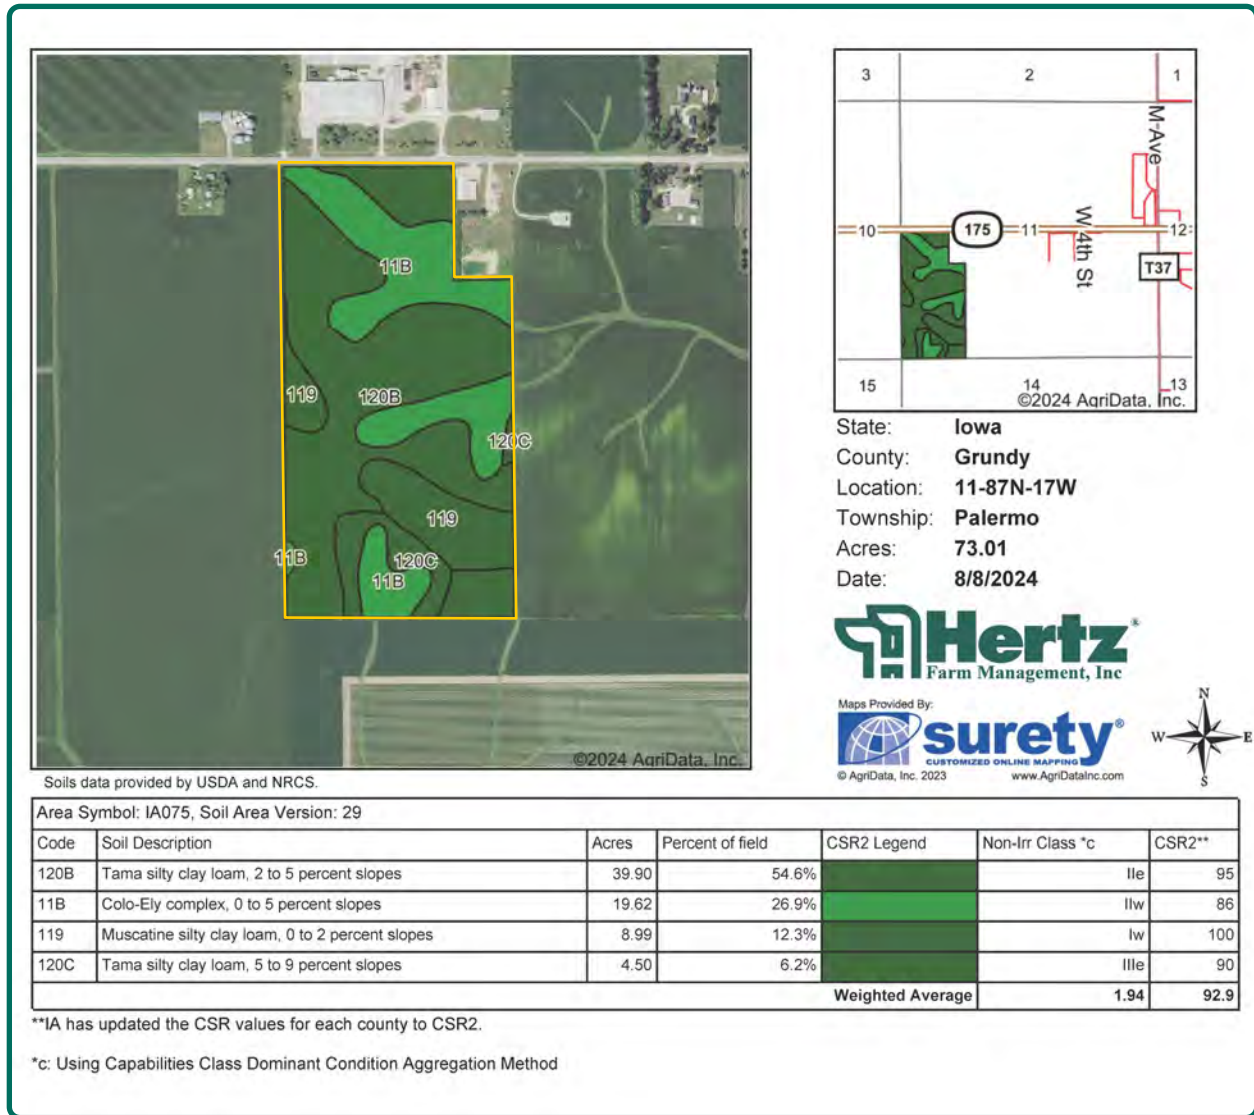 11B
119
120B
120C
119
11B
120C
11B
©2024 AgriData, Inc.
Soils data provided by USDA and NRCS.
3
2
1
M-Ave
10
175
11
W 4th St
12
T37
15
14
13
©2024 AgriData, Inc.
State: Iowa
County: Grundy
Location: 11-87N-17W
Township: Palermo
Acres: 73.01
Date: 8/8/2024
Hertz®
Farm Management, Inc
Maps Provided By:
surety®
CUSTOMIZED ONLINE MAPPING
© AgriData, Inc. 2023 www.AgriDataInc.com
N
W E
S
Area Symbol: IA075, Soil Area Version: 29
Code Soil Description Acres Percent of field CSR2 Legend Non-Irr Class *c CSR2**
120B Tama silty clay loam, 2 to 5 percent slopes 39.90 54.6% IIe 95
11B Colo-Ely complex, 0 to 5 percent slopes 19.62 26.9% IIw 86
119 Muscatine silty clay loam, 0 to 2 percent slopes 8.99 12.3% Iw 100
120C Tama silty clay loam, 5 to 9 percent slopes 4.50 6.2% IIIe 90
Weighted Average 1.94 92.9
**IA has updated the CSR values for each county to CSR2.
*c: Using Capabilities Class Dominant Condition Aggregation Method